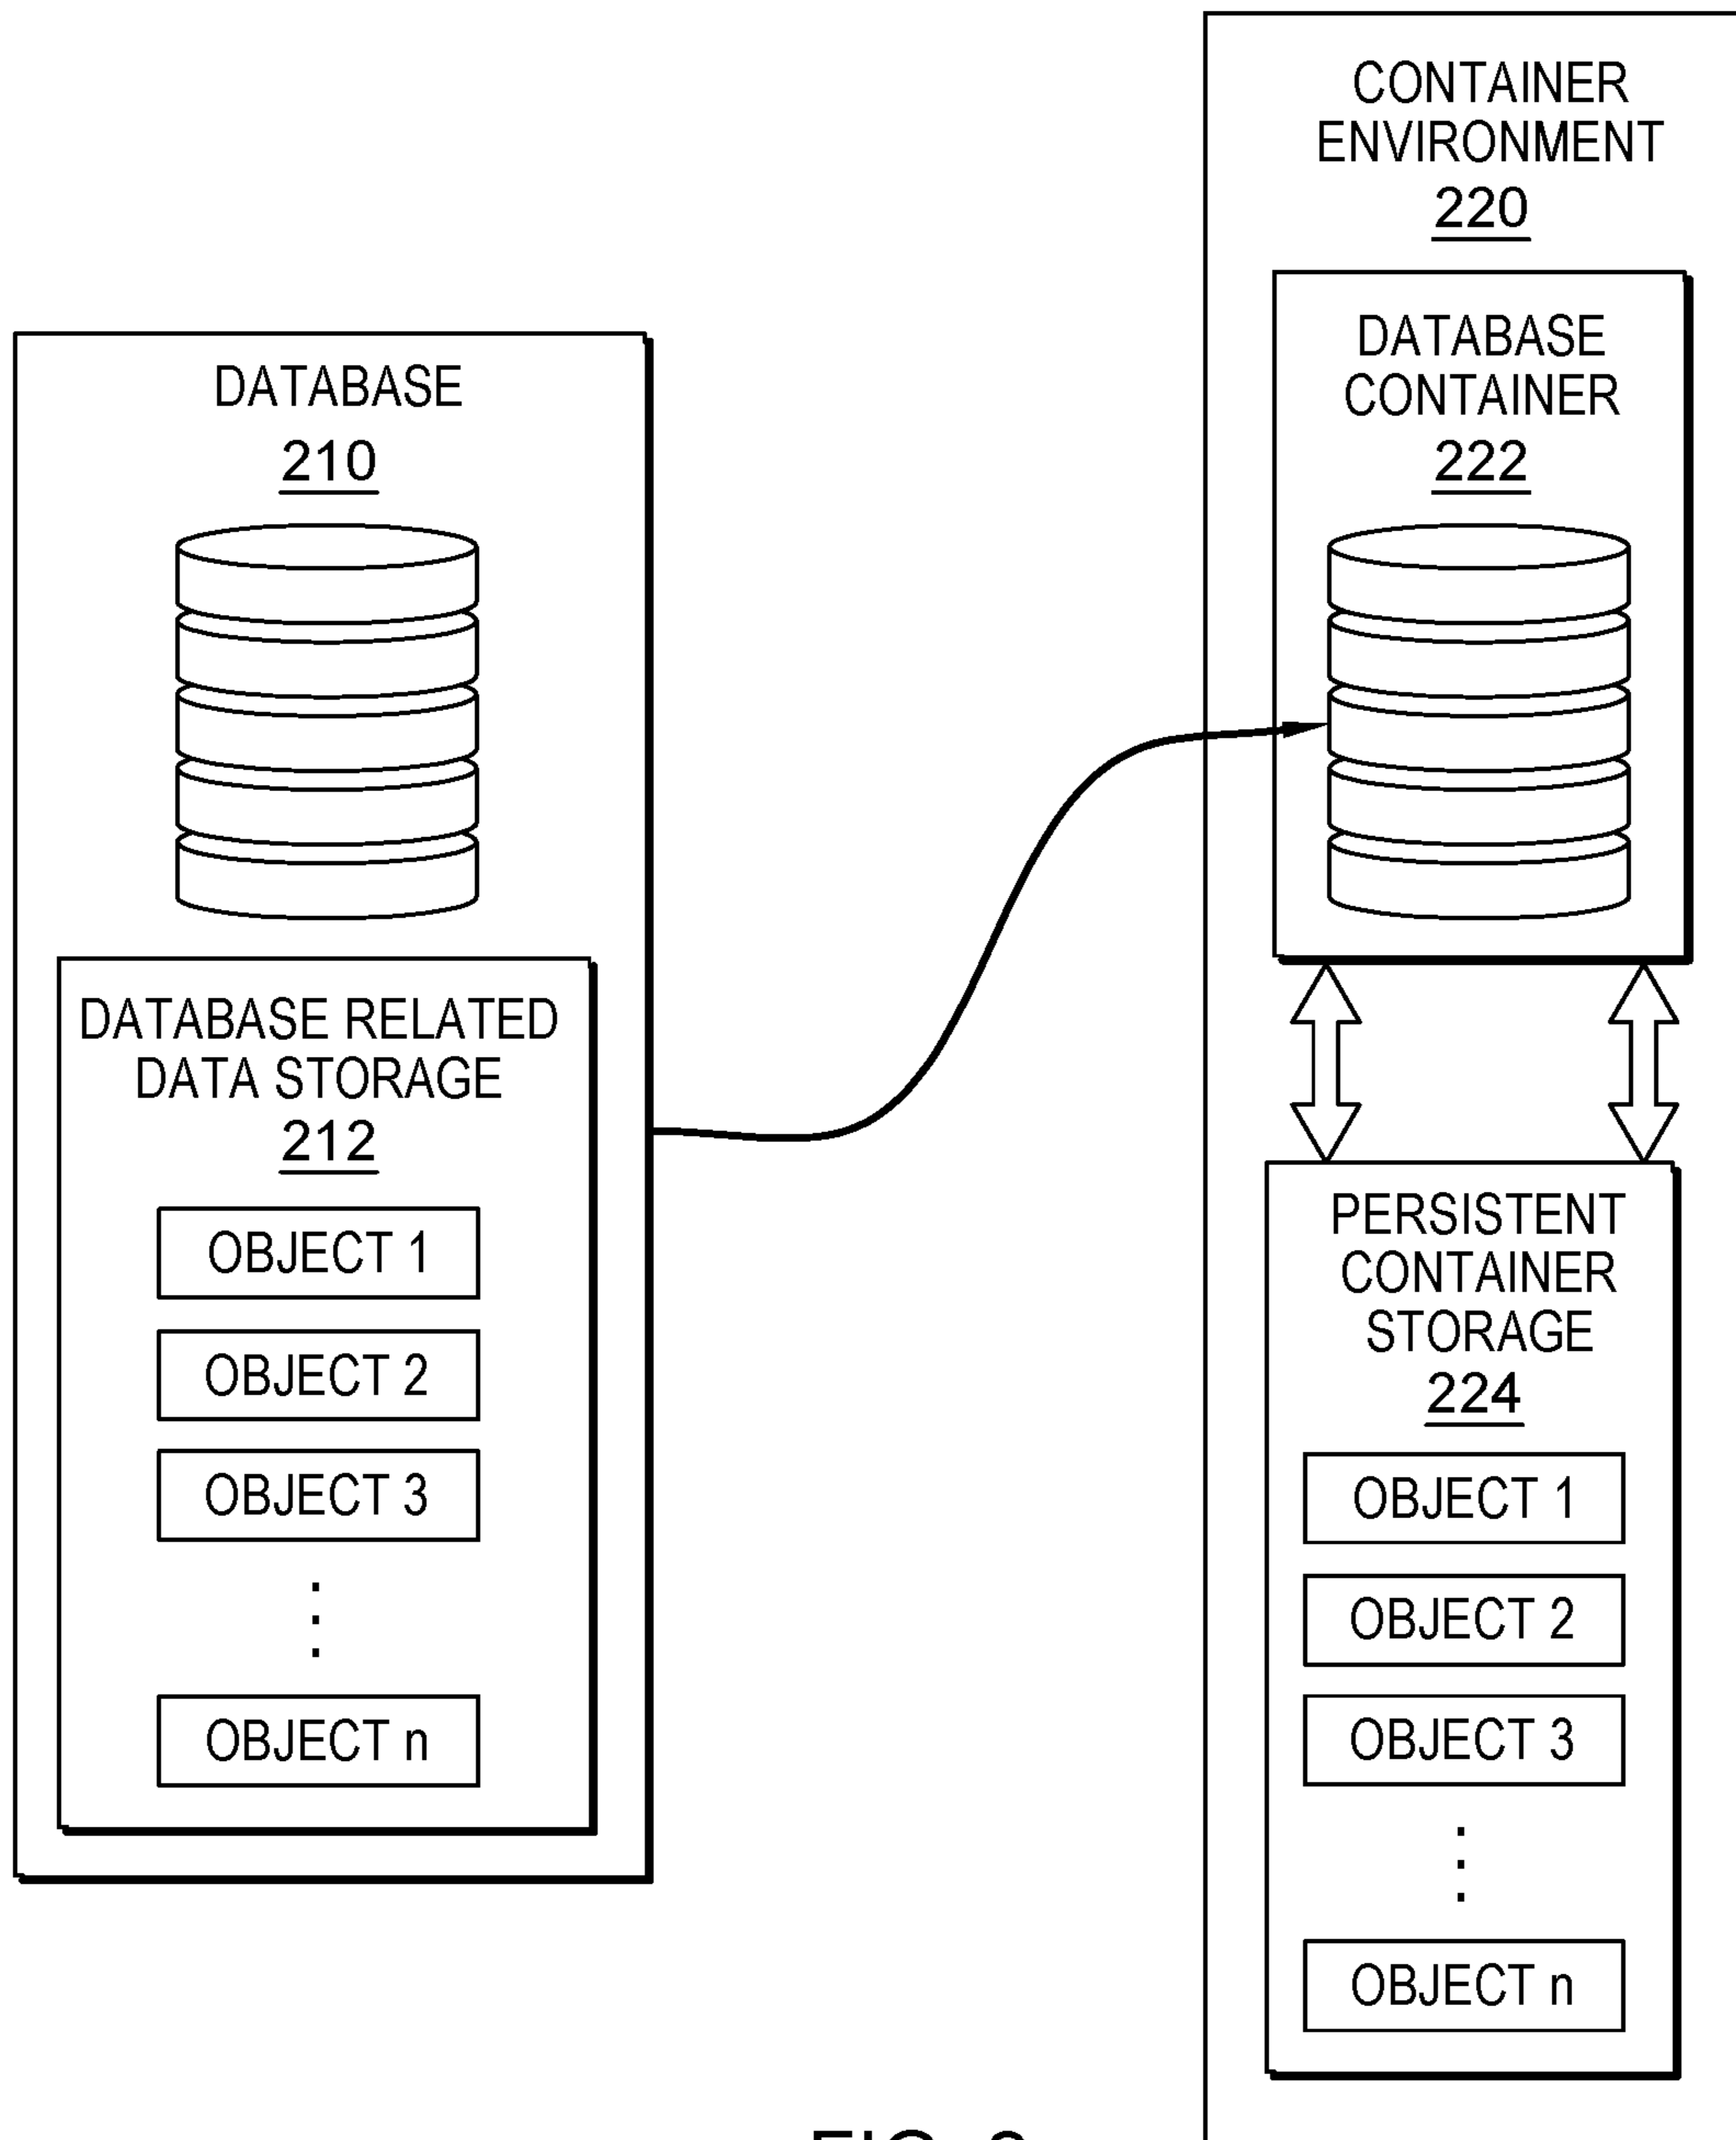 DATABASE
210
DATABASE RELATED
DATA STORAGE
212
OBJECT 1
OBJECT 2
OBJECT 3
OBJECT n
CONTAINER
ENVIRONMENT
220
DATABASE
CONTAINER
222
PERSISTENT
CONTAINER
STORAGE
224
OBJECT 1
OBJECT 2
OBJECT 3
OBJECT n
FIG.